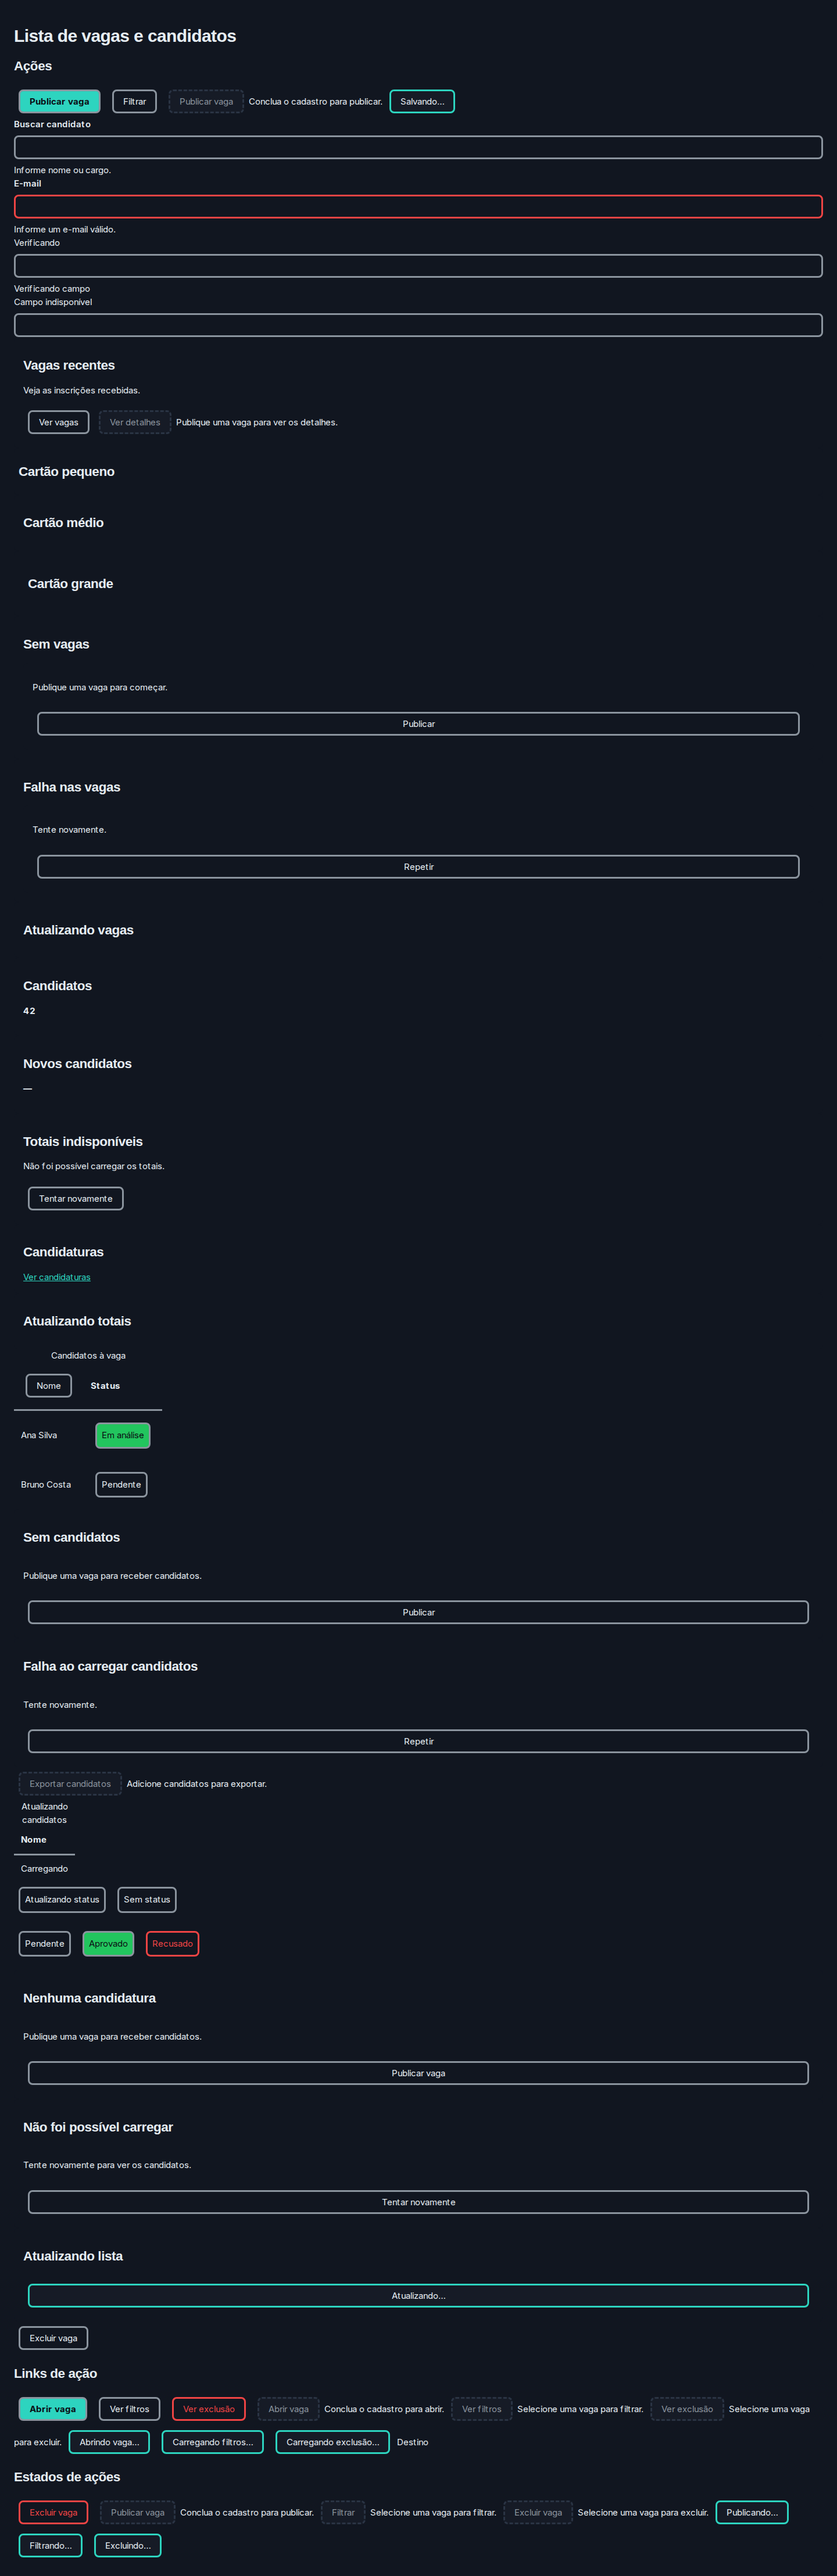 Lista de vagas e candidatos
Ações
Publicar vaga Filtrar Publicar vaga Conclua o cadastro para publicar. Salvando...
Buscar candidato
Informe nome ou cargo.
E-mail
Informe um e-mail válido.
Verificando
Verificando campo
Campo indisponível
Vagas recentes
Veja as inscrições recebidas.
Ver vagas Ver detalhes Publique uma vaga para ver os detalhes.
Cartão pequeno
Cartão médio
Cartão grande
Sem vagas
Publique uma vaga para começar.
Publicar
Falha nas vagas
Tente novamente.
Repetir
Atualizando vagas
Candidatos
42
Novos candidatos
—
Totais indisponíveis
Não foi possível carregar os totais.
Tentar novamente
Candidaturas
Ver candidaturas
Atualizando totais
Candidatos à vaga
Nome Status
Ana Silva Em análise
Bruno Costa Pendente
Sem candidatos
Publique uma vaga para receber candidatos.
Publicar
Falha ao carregar candidatos
Tente novamente.
Repetir
Exportar candidatos Adicione candidatos para exportar.
Atualizando
candidatos
Nome
Carregando
Atualizando status Sem status
Pendente Aprovado Recusado
Nenhuma candidatura
Publique uma vaga para receber candidatos.
Publicar vaga
Não foi possível carregar
Tente novamente para ver os candidatos.
Tentar novamente
Atualizando lista
Atualizando...
Excluir vaga
Links de ação
Abrir vaga Ver filtros Ver exclusão Abrir vaga Conclua o cadastro para abrir. Ver filtros Selecione uma vaga para filtrar. Ver exclusão Selecione uma vaga
para excluir. Abrindo vaga... Carregando filtros... Carregando exclusão... Destino
Estados de ações
Excluir vaga Publicar vaga Conclua o cadastro para publicar. Filtrar Selecione uma vaga para filtrar. Excluir vaga Selecione uma vaga para excluir. Publicando...
Filtrando... Excluindo...